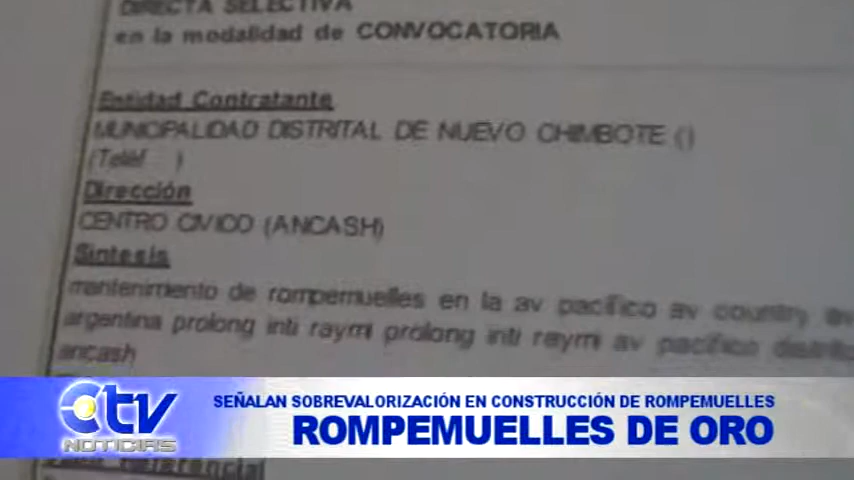 DIRECTA SELECTIVA
en la modalidad de CONVOCATORIA
Entidad Contratante
MUNICIPALIDAD DISTRITAL DE NUEVO CHIMBOTE ()
(Teléf )
Dirección
CENTRO CIVICO (ANCASH)
Síntesis
mantenimiento de rompemuelles en la av pacifico av country av
argentina prolong inti raymi prolong inti raymi av pacifico distrito
ancash
SEÑALAN SOBREVALORIZACIÓN EN CONSTRUCCIÓN DE ROMPEMUELLES
ROMPEMUELLES DE ORO
ctv
NOTICIAS
Referencial